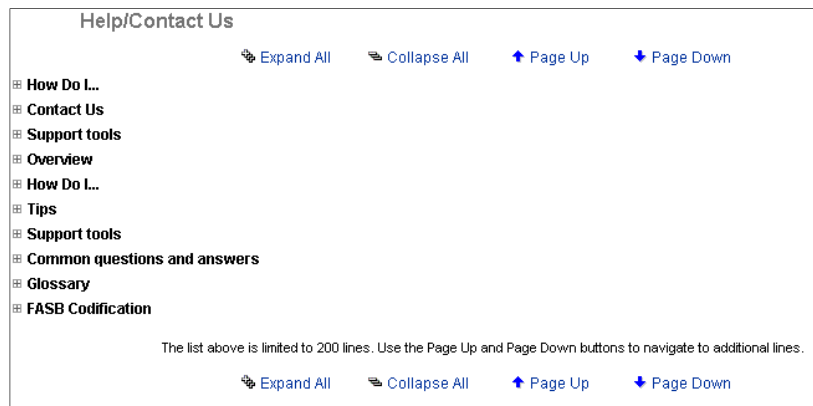 Help/Contact Us
Expand All Collapse All Page Up Page Down
How Do I...
Contact Us
Support tools
Overview
How Do I...
Tips
Support tools
Common questions and answers
Glossary
FASB Codification
The list above is limited to 200 lines. Use the Page Up and Page Down buttons to navigate to additional lines.
Expand All Collapse All Page Up Page Down